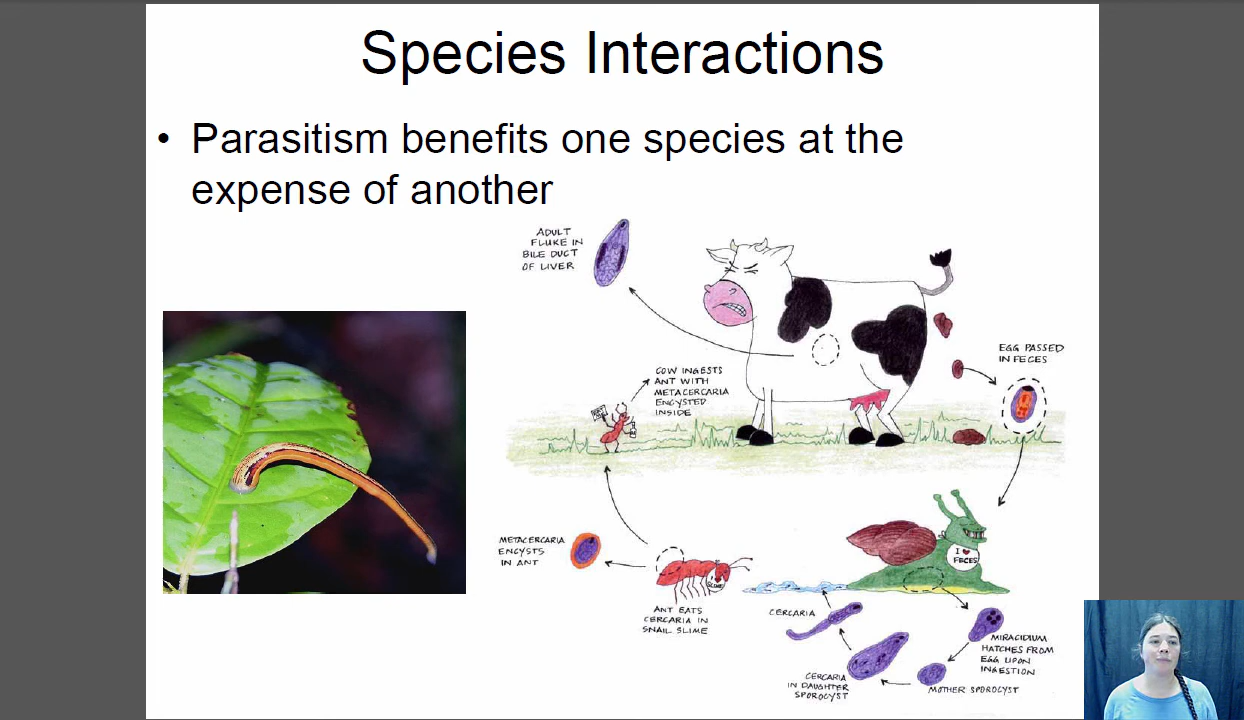 Species Interactions
• Parasitism benefits one species at the
expense of another
ADULT
FLUKE IN
BILE DUCT
OF LIVER
EGG PASSED
IN FECES
COW INGESTS
ANT WITH
METACERCARIA
ENCYSTED
INSIDE
METACERCARIA
ENCYSTS
IN ANT
I ♥
FECES
SLIME
ANT EATS
CERCARIA IN
SNAIL SLIME
CERCARIA
MIRACIDIUM
HATCHES FROM
EGG UPON
INGESTION
CERCARIA
IN DAUGHTER
SPOROCYST
MOTHER SPOROCYST